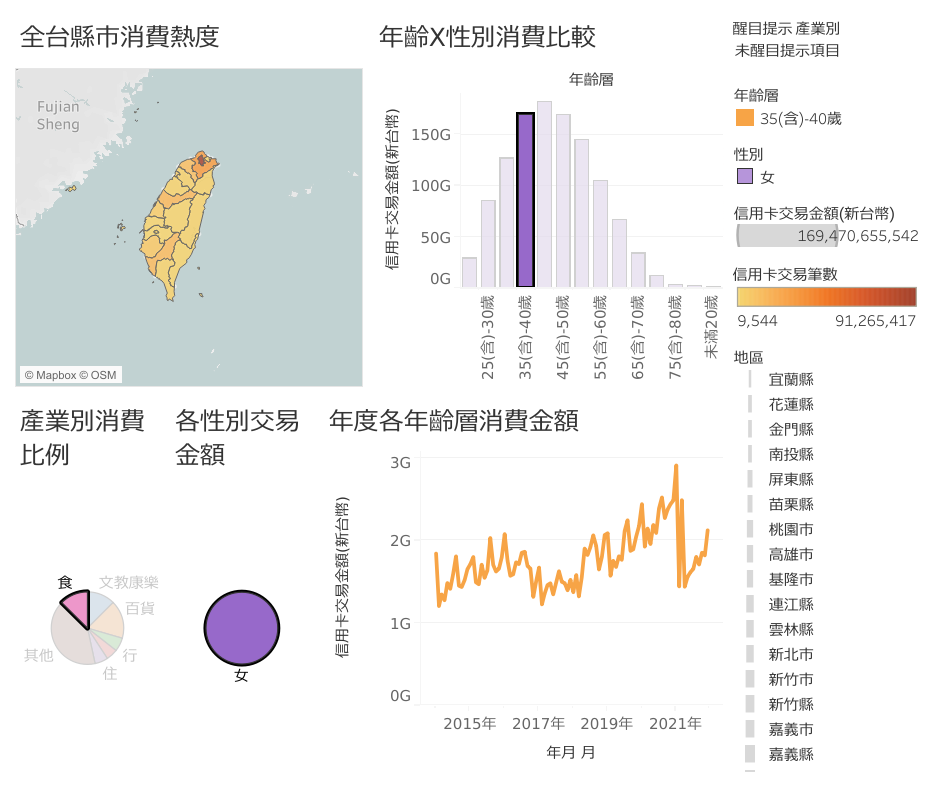 全台縣市消費熱度
Fujian
Sheng
© Mapbox © OSM
年齡X性別消費比較
年齡層
信用卡交易金額(新台幣)
150G
100G
50G
0G
25(含)-30歲
35(含)-40歲
45(含)-50歲
55(含)-60歲
65(含)-70歲
75(含)-80歲
未滿20歲
醒目提示 產業別
未醒目提示項目
年齡層
35(含)-40歲
性別
女
信用卡交易金額(新台幣)
169,470,655,542
信用卡交易筆數
9,544
91,265,417
地區
宜蘭縣
花蓮縣
金門縣
南投縣
屏東縣
苗栗縣
桃園市
高雄市
基隆市
連江縣
雲林縣
新北市
新竹市
新竹縣
嘉義市
嘉義縣
產業別消費
比例
食
文教康樂
百貨
行
住
其他
各性別交易
金額
女
年度各年齡層消費金額
信用卡交易金額(新台幣)
3G
2G
1G
0G
2015年
2017年
2019年
2021年
年月 月